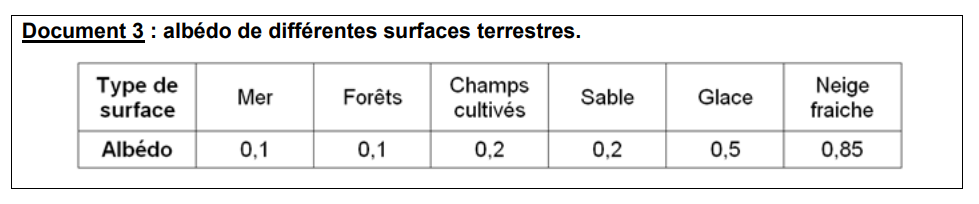 Document 3 : albédo de différentes surfaces terrestres.
Type de surface Mer Forêts Champs cultivés Sable Glace Neige fraiche
Albédo 0,1 0,1 0,2 0,2 0,5 0,85